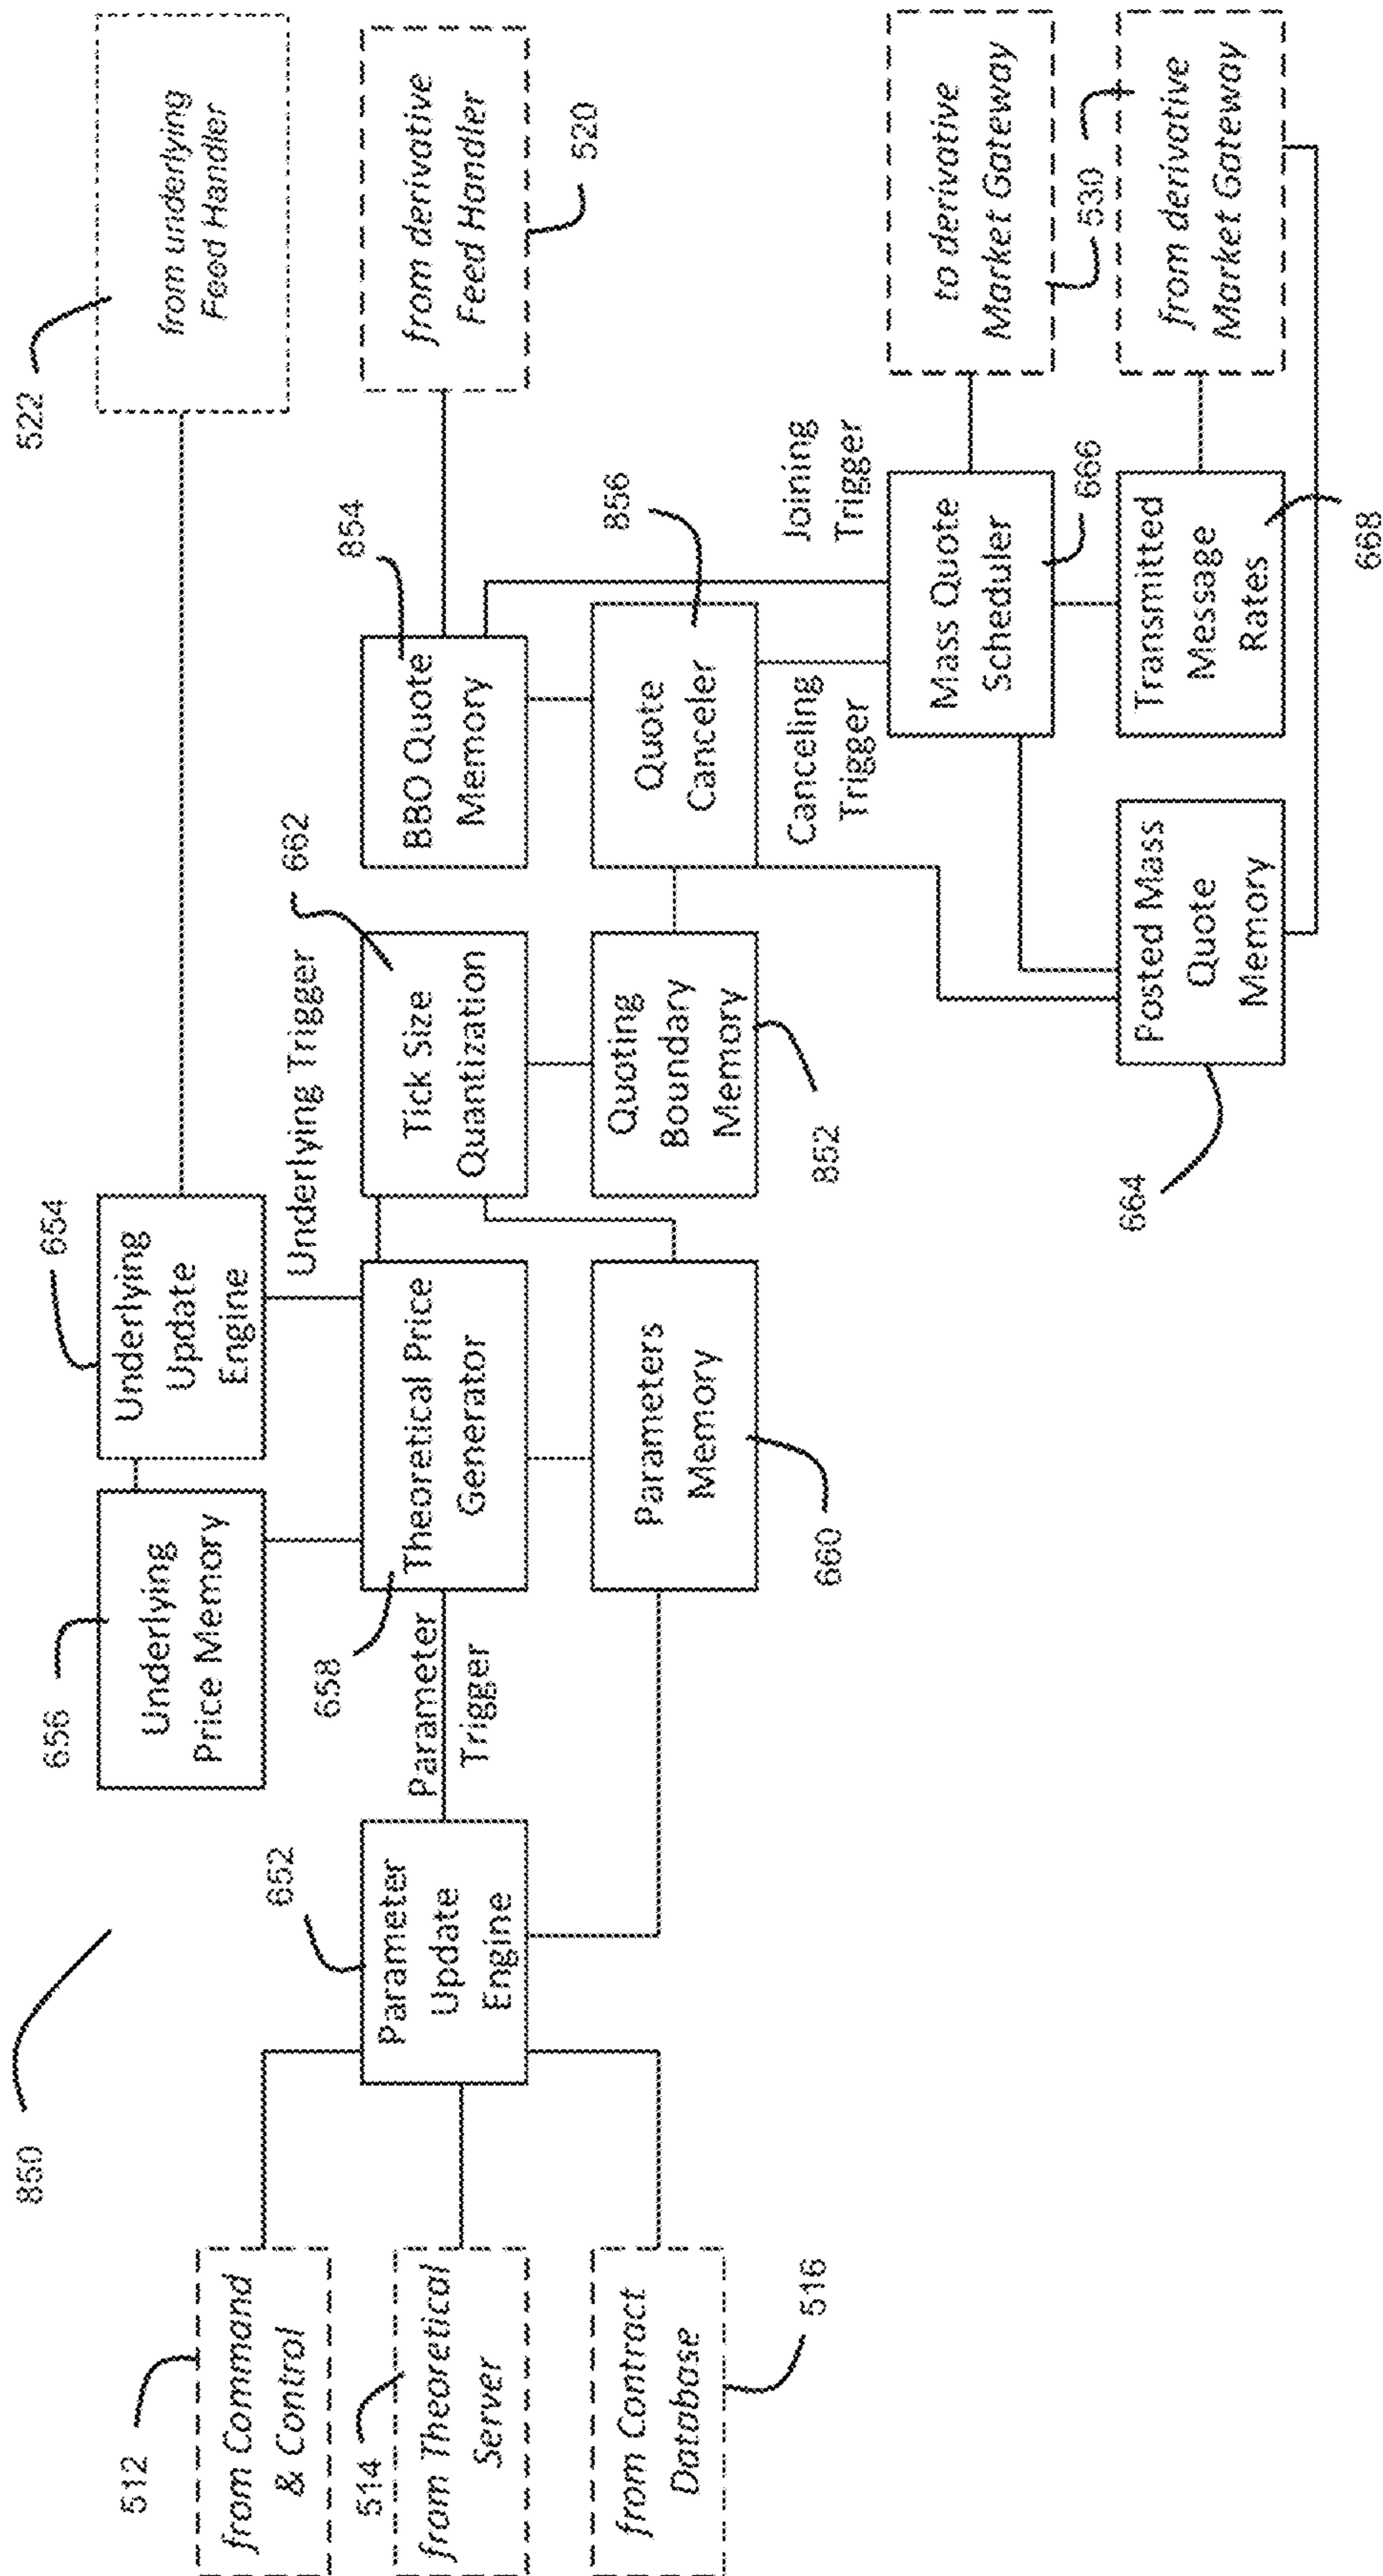 850
512
from Command
& Control
514
from Theoretical
Server
from Contract
Database
516
652
Parameter
Update
Engine
Parameter
Trigger
656
Underlying
Price Memory
654
Underlying
Update
Engine
Underlying Trigger
658
Theoretical Price
Generator
Parameters
Memory
660
662
Tick Size
Quantization
Quoting
Boundary
Memory
852
854
BBO Quote
Memory
856
Quote
Canceler
Canceling
Trigger
Joining
Trigger
522
from underlying
Feed Handler
from derivative
Feed Handler
520
Mass Quote
Scheduler
666
to derivative
Market Gateway
530
from derivative
Market Gateway
Transmitted
Message
Rates
668
Posted Mass
Quote
Memory
664